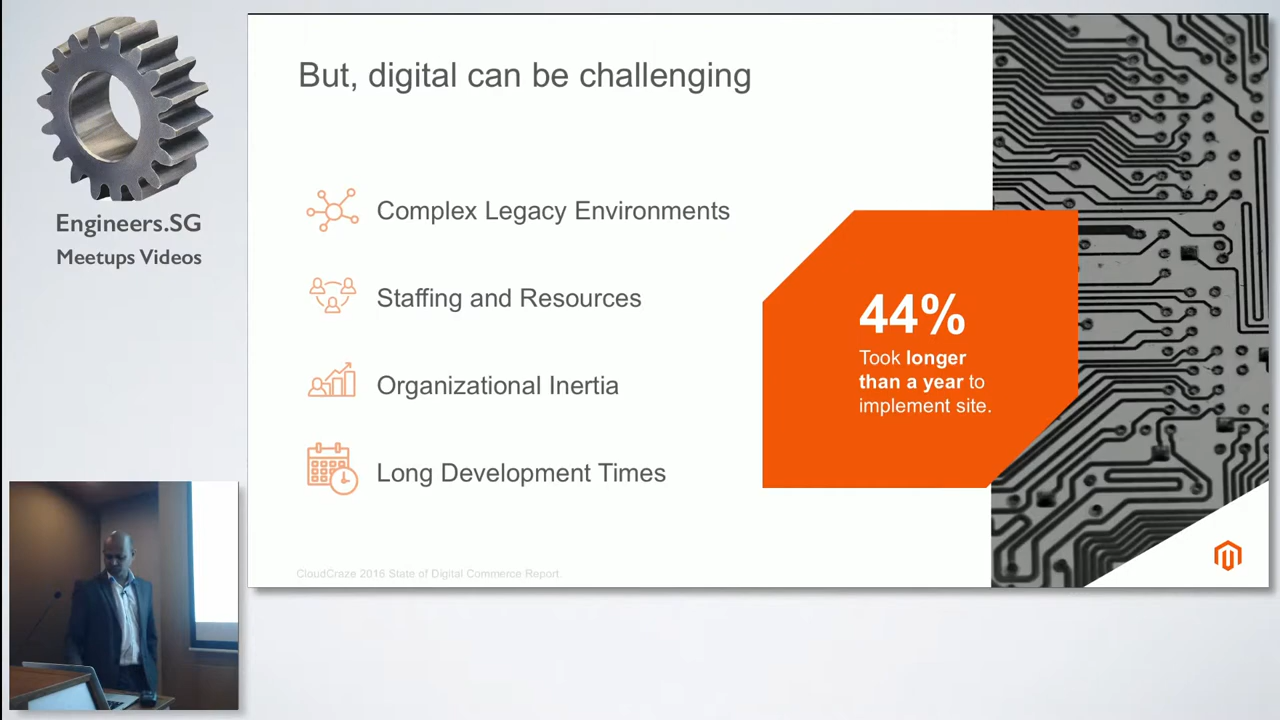 Engineers.SG
Meetups Videos
But, digital can be challenging
Complex Legacy Environments
Staffing and Resources
Organizational Inertia
Long Development Times
44%
Took longer
than a year to
implement site.
CloudCraze 2016 State of Digital Commerce Report.